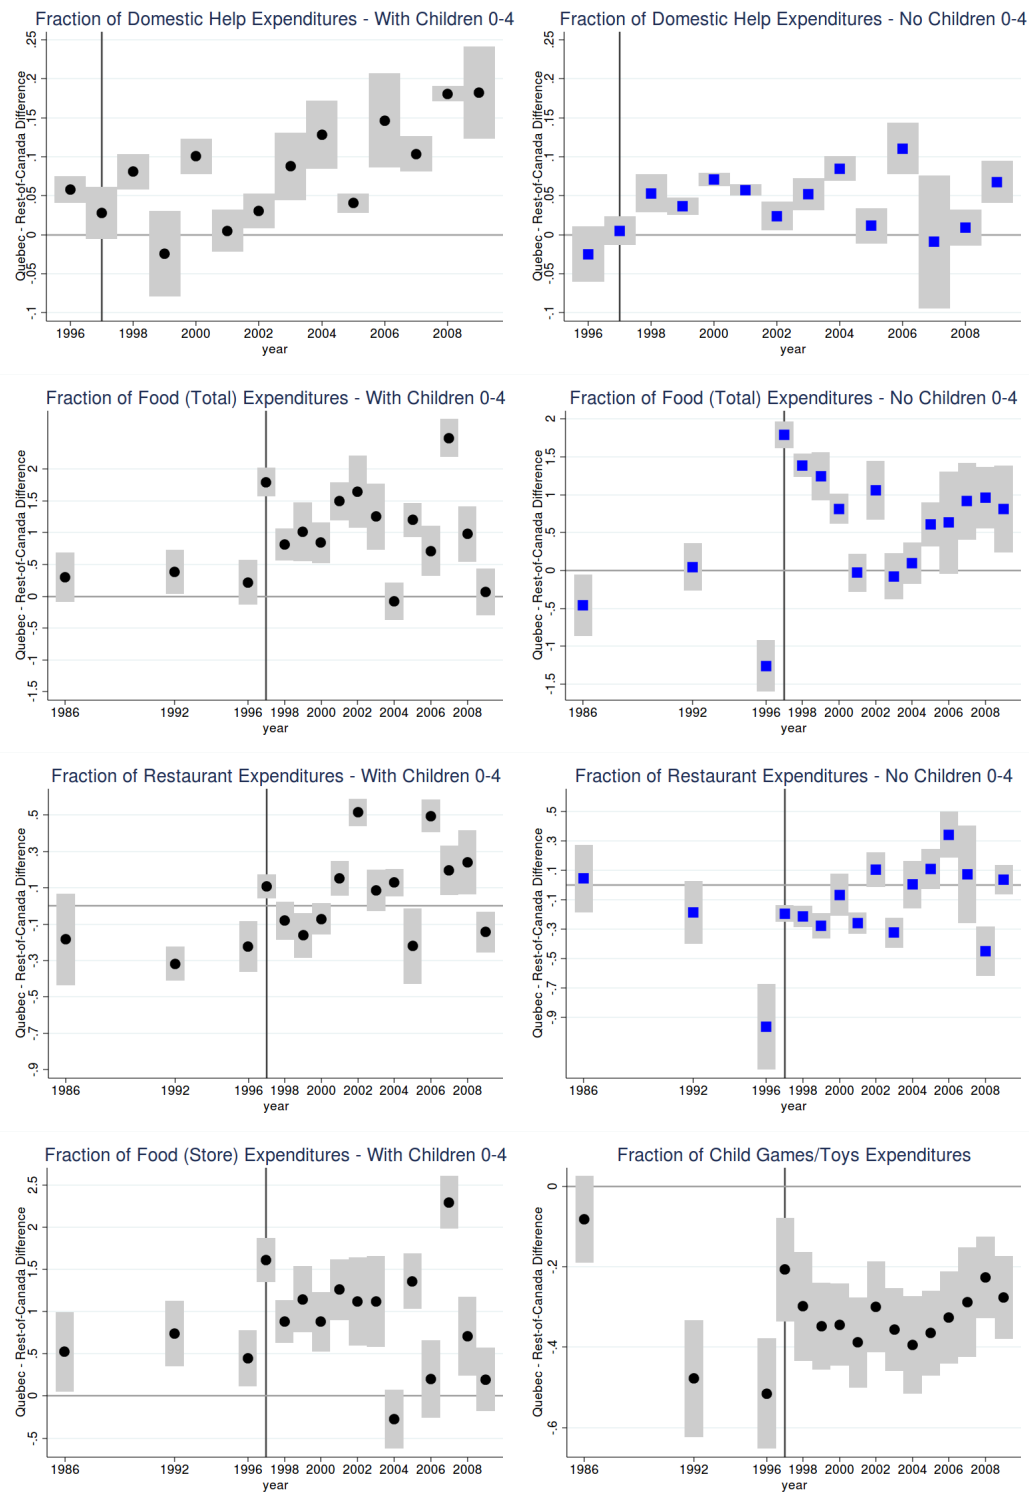 Fraction of Domestic Help Expenditures - With Children 0-4
Quebec - Rest-of-Canada Difference
.25
.2
.15
.1
.05
0
-.05
-.1
1996 1998 2000 2002 2004 2006 2008
year
Fraction of Domestic Help Expenditures - No Children 0-4
Quebec - Rest-of-Canada Difference
.25
.2
.15
.1
.05
0
-.05
-.1
1996 1998 2000 2002 2004 2006 2008
year
Fraction of Food (Total) Expenditures - With Children 0-4
Quebec - Rest-of-Canada Difference
2
1.5
1
.5
0
-.5
-1
-1.5
1986 1992 1996 1998 2000 2002 2004 2006 2008
year
Fraction of Food (Total) Expenditures - No Children 0-4
Quebec - Rest-of-Canada Difference
2
1.5
1
.5
0
-.5
-1
-1.5
1986 1992 1996 1998 2000 2002 2004 2006 2008
year
Fraction of Restaurant Expenditures - With Children 0-4
Quebec - Rest-of-Canada Difference
.5
.3
.1
-.1
-.3
-.5
-.7
-.9
1986 1992 1996 1998 2000 2002 2004 2006 2008
year
Fraction of Restaurant Expenditures - No Children 0-4
Quebec - Rest-of-Canada Difference
.5
.3
.1
-.1
-.3
-.5
-.7
-.9
1986 1992 1996 1998 2000 2002 2004 2006 2008
year
Fraction of Food (Store) Expenditures - With Children 0-4
Quebec - Rest-of-Canada Difference
2.5
2
1.5
1
.5
0
-.5
1986 1992 1996 1998 2000 2002 2004 2006 2008
year
Fraction of Child Games/Toys Expenditures
Quebec - Rest-of-Canada Difference
0
-.2
-.4
-.6
1986 1992 1996 1998 2000 2002 2004 2006 2008
year